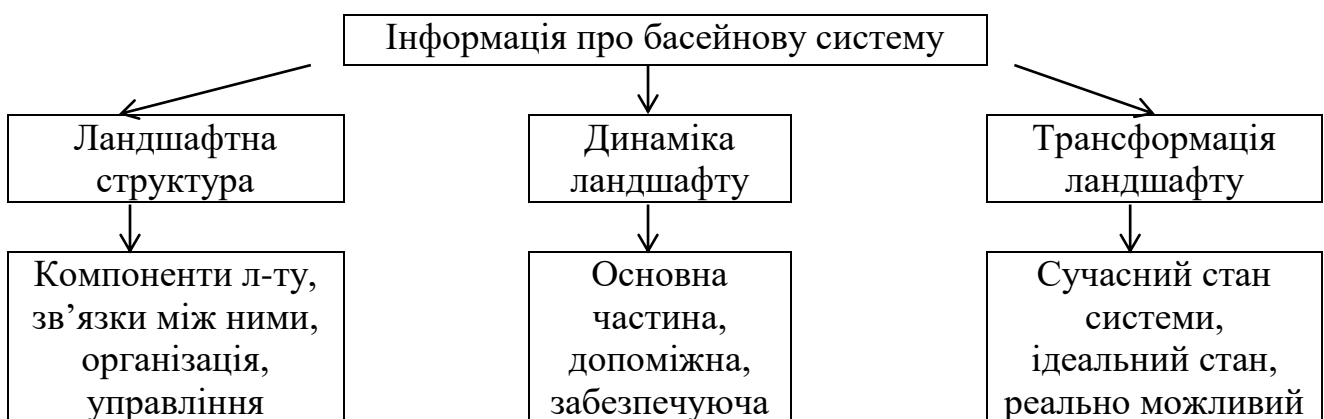 Інформація про басейнову систему
Ландшафтна
структура
Динаміка
ландшафту
Трансформація
ландшафту
Компоненти л-ту,
зв’язки між ними,
організація,
управління
Основна
частина,
допоміжна,
забезпечуюча
Сучасний стан
системи,
ідеальний стан,
реально можливий